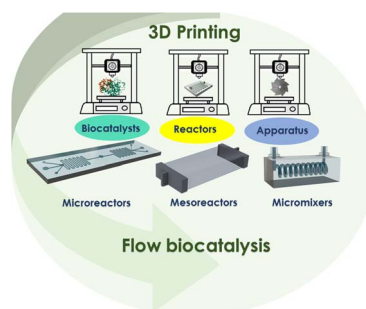 3D Printing
Biocatalysts
Reactors
Apparatus
Microreactors
Mesoreactors
Micromixers
Flow biocatalysis